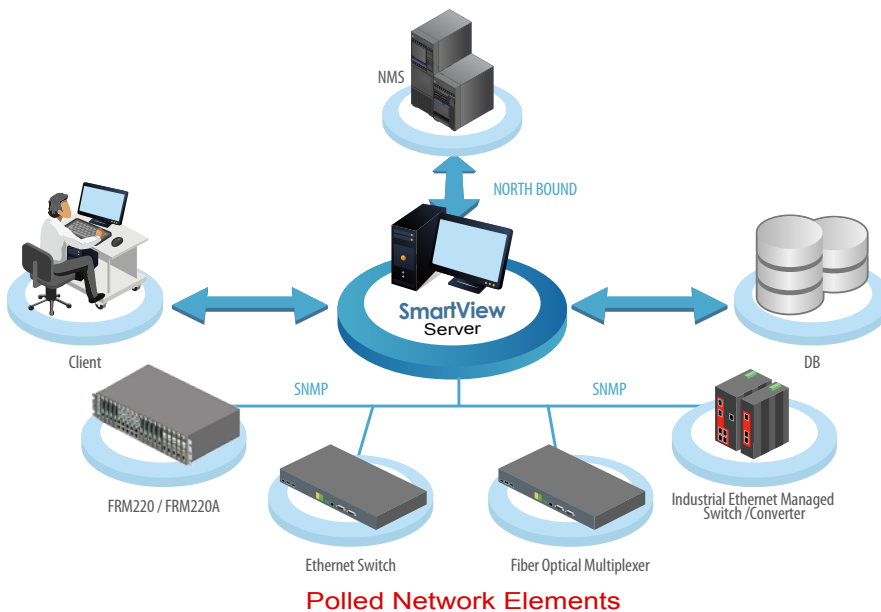 NMS
NORTH BOUND
SmartView
Server
Client
DB
SNMP
SNMP
FRM220 / FRM220A
Industrial Ethernet Managed
Switch /Converter
Ethernet Switch
Fiber Optical Multiplexer
Polled Network Elements